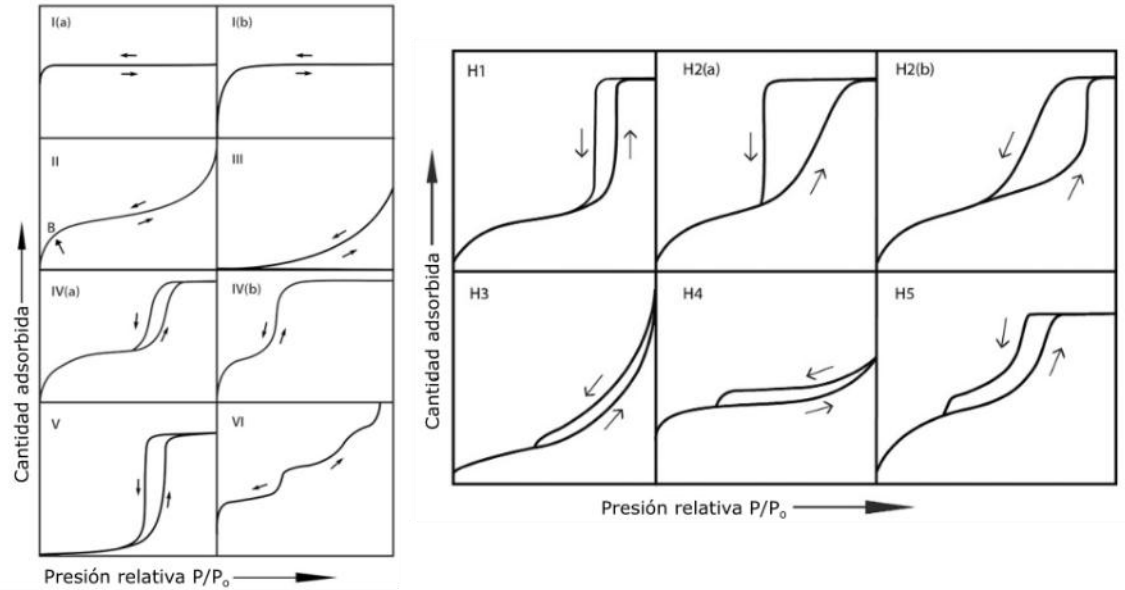 I(a)
I(b)
II
B
III
IV(a)
IV(b)
V
VI
Cantidad adsorbida
Presión relativa P/Po
H1
H2(a)
H2(b)
H3
H4
H5
Cantidad adsorbida
Presión relativa P/Po